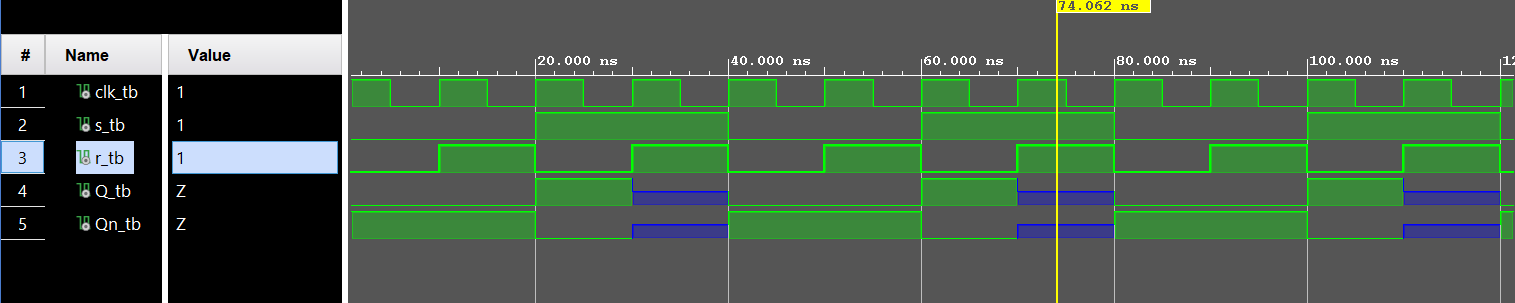 74.062 ns
# Name Value
20.000 ns 40.000 ns 60.000 ns 80.000 ns 100.000 ns 12
1 clk_tb 1
2 s_tb 1
3 r_tb 1
4 Q_tb Z
5 Qn_tb Z